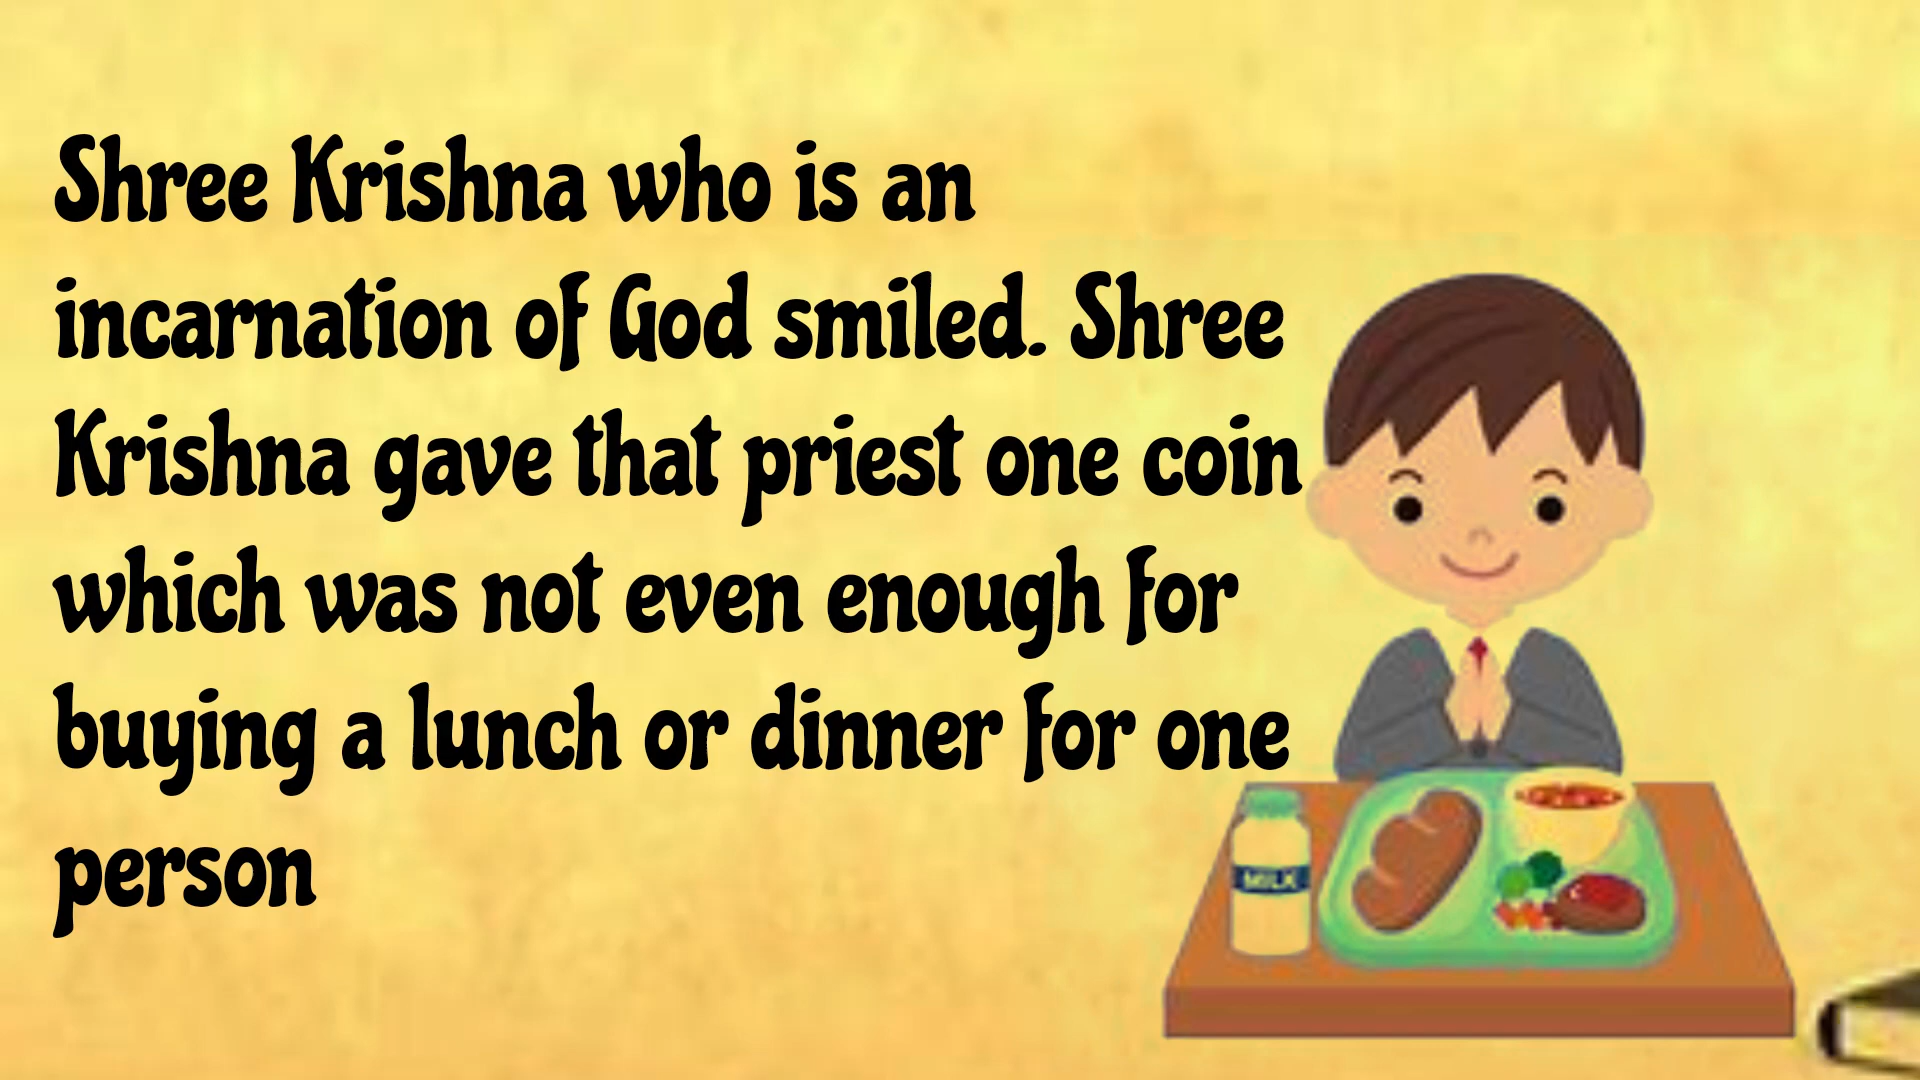 Shree Krishna who is an
incarnation of God smiled. Shree
Krishna gave that priest one coin
which was not even enough for
buying a lunch or dinner for one
person
MILK